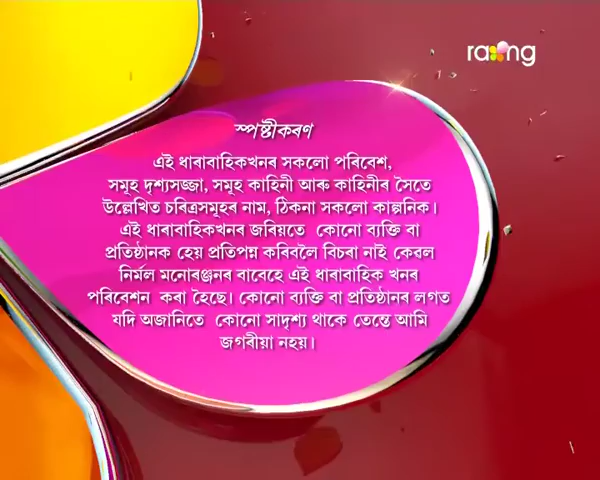 rang
স্পষ্টীকৰণ
এই ধাৰাবাহিকখনৰ সকলো পৰিবেশ,
সমূহ দৃশ্যসজ্জা, সমূহ কাহিনী আৰু কাহিনীৰ সৈতে
উল্লেখিত চৰিত্ৰসমূহৰ নাম, ঠিকনা সকলো কাল্পনিক।
এই ধাৰাবাহিকখনৰ জৰিয়তে কোনো ব্যক্তি বা
প্ৰতিষ্ঠানক হেয় প্ৰতিপন্ন কৰিবলৈ বিচৰা নাই কেৱল
নিৰ্মল মনোৰঞ্জনৰ বাবেহে এই ধাৰাবাহিক খনৰ
পৰিবেশন কৰা হৈছে। কোনো ব্যক্তি বা প্ৰতিষ্ঠানৰ লগত
যদি অজানিতে কোনো সাদৃশ্য থাকে তেন্তে আমি
জগৰীয়া নহয়।